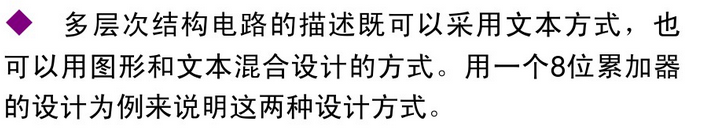 多层次结构电路的描述既可以采用文本方式，也
可以用图形和文本混合设计的方式。用一个8位累加器
的设计为例来说明这两种设计方式。